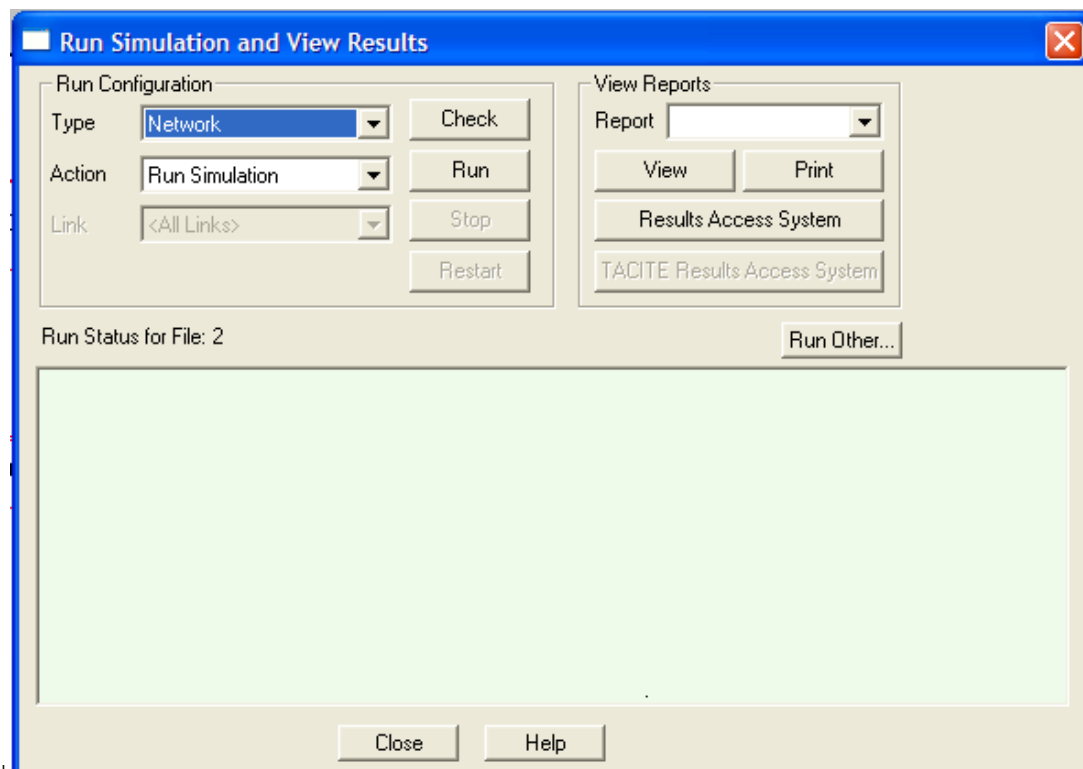 Run Simulation and View Results
Run Configuration
Type Network Check
Action Run Simulation Run
Link <All Links> Stop
Restart
View Reports
Report
View Print
Results Access System
TACITE Results Access System
Run Status for File: 2
Run Other...
Close Help